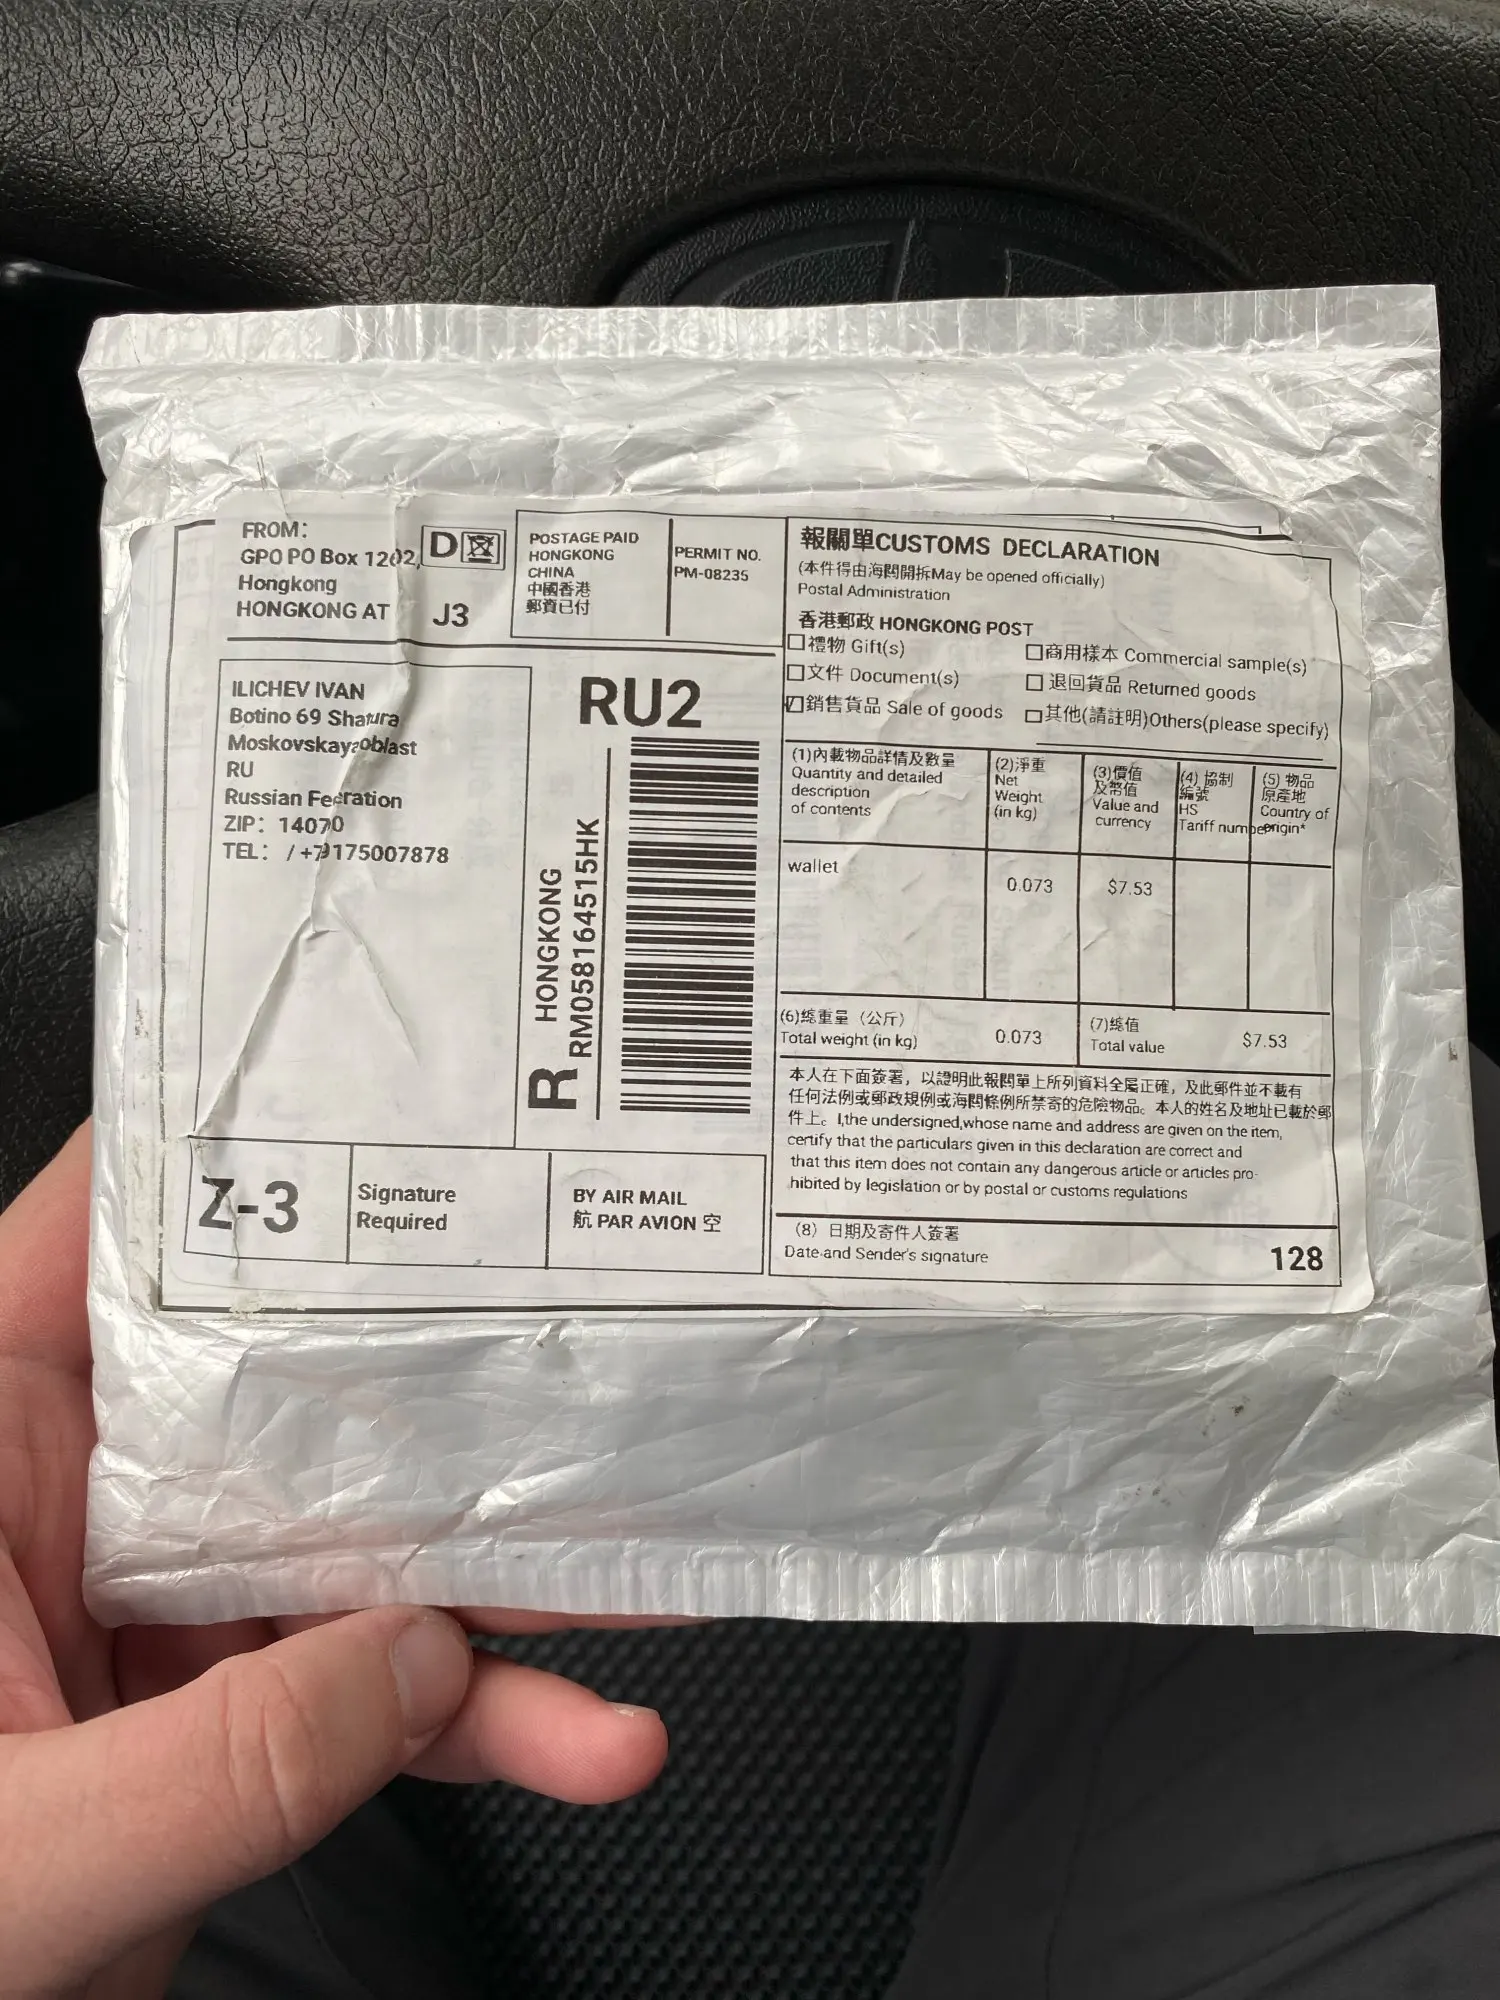 FROM:
GPO PO Box 1202,
Hongkong
HONGKONG AT J3
D
POSTAGE PAID
HONGKONG
CHINA
中國香港
郵資已付
PERMIT NO.
PM-08235
ILICHEV IVAN
Botino 69 Shatura
Moskovskaya oblast
RU
Russian Feeration
ZIP: 14070
TEL: / +79175007878
RU2
R HONGKONG
RM058164515HK
Z-3
Signature
Required
BY AIR MAIL
航 PAR AVION 空
報關單CUSTOMS DECLARATION
(本件得由海關開拆May be opened officially)
Postal Administration
香港郵政 HONGKONG POST
禮物 Gift(s)
商用樣本 Commercial sample(s)
文件 Document(s)
退回貨品 Returned goods
銷售貨品 Sale of goods
其他(請註明)Others(please specify)
(1)內載物品詳情及數量
Quantity and detailed
description
of contents
(2)淨重
Net
Weight
(in kg)
(3)價值
及幣值
Value and
currency
(4) 協制
編號
HS
Tariff number
(5) 物品
原產地
Country of
origin*
wallet 0.073 $7.53
(6)總重量（公斤）
Total weight (in kg) 0.073
(7)總值
Total value $7.53
本人在下面簽署，以證明此報關單上所列資料全屬正確，及此郵件並不載有
任何法例或郵政規例或海關條例所禁寄的危險物品。本人的姓名及地址已載於郵
件上。I,the undersigned,whose name and address are given on the item,
certify that the particulars given in this declaration are correct and
that this item does not contain any dangerous article or articles pro-
hibited by legislation or by postal or customs regulations
(8) 日期及寄件人簽署
Date and Sender's signature
128